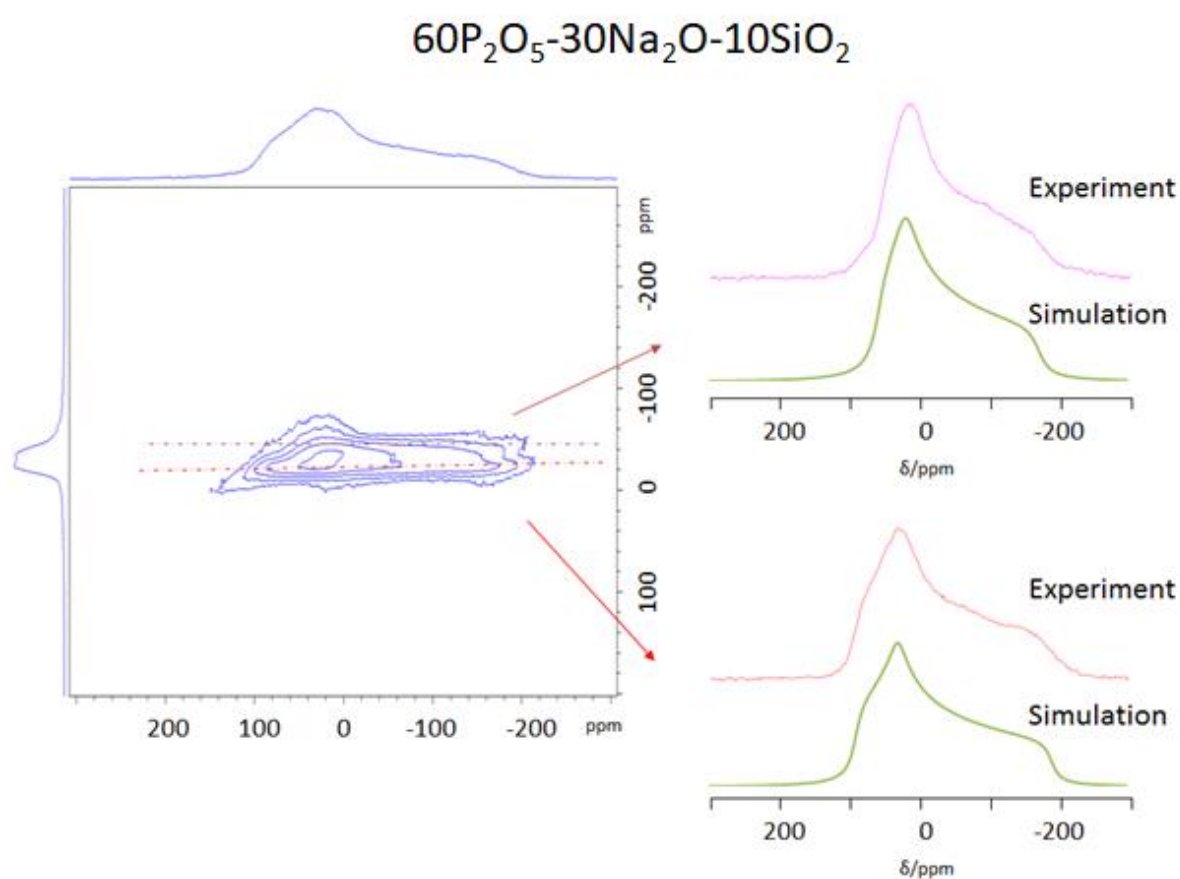 60P₂O₅-30Na₂O-10SiO₂
ppm
-200
-100
0
100
200 100 0 -100 -200 ppm
Experiment
Simulation
200 0 -200
δ/ppm
Experiment
Simulation
200 0 -200
δ/ppm